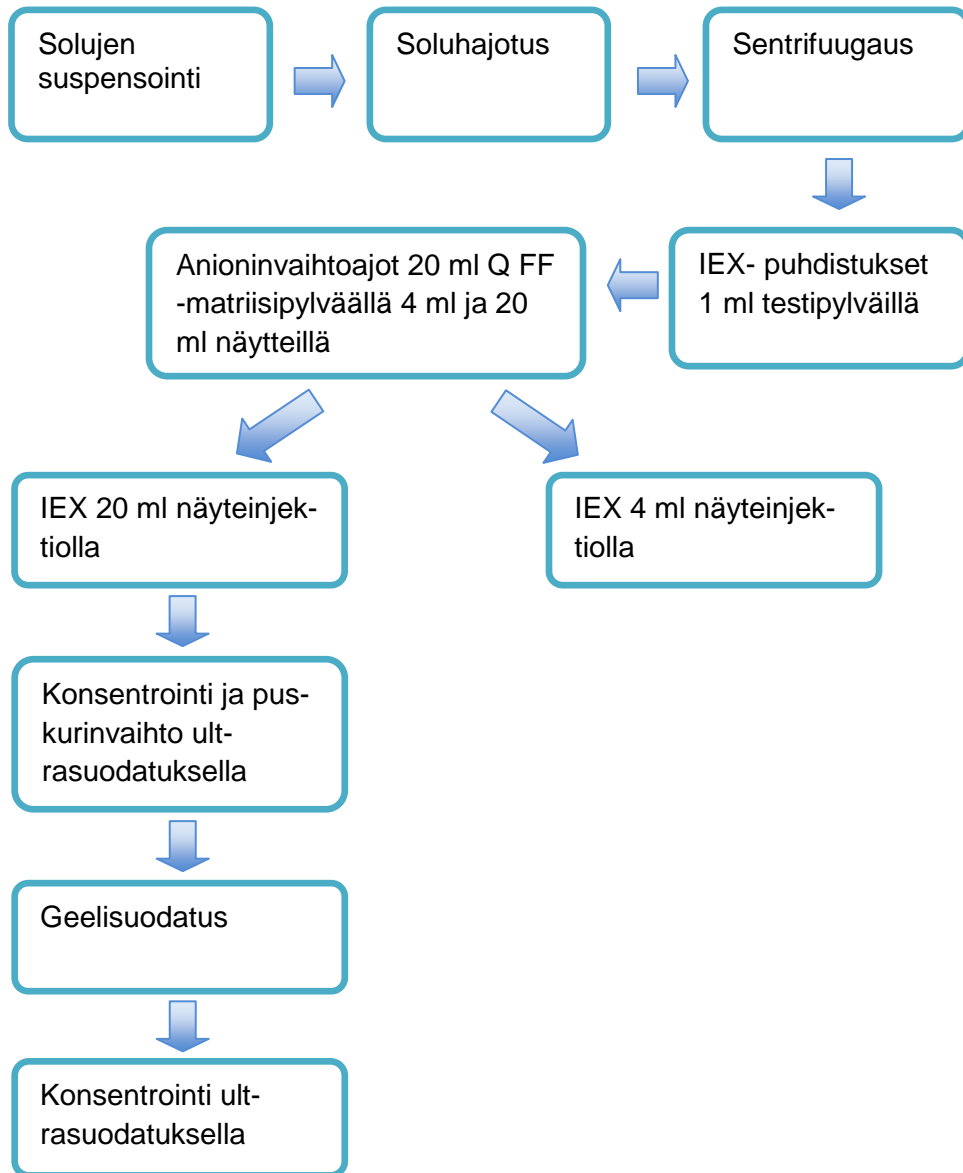 Solujen
suspensointi
Soluhajotus
Sentrifuugaus
IEX- puhdistukset
1 ml testipylväillä
Anioninvaihtoajot 20 ml Q FF
-matriisipylväällä 4 ml ja 20
ml näytteillä
IEX 20 ml näyteinjek-
tiolla
IEX 4 ml näyteinjek-
tiolla
Konsentrointi ja pus-
kurinvaihto ult-
rasuodatuksella
Geelisuodatus
Konsentrointi ult-
rasuodatuksella